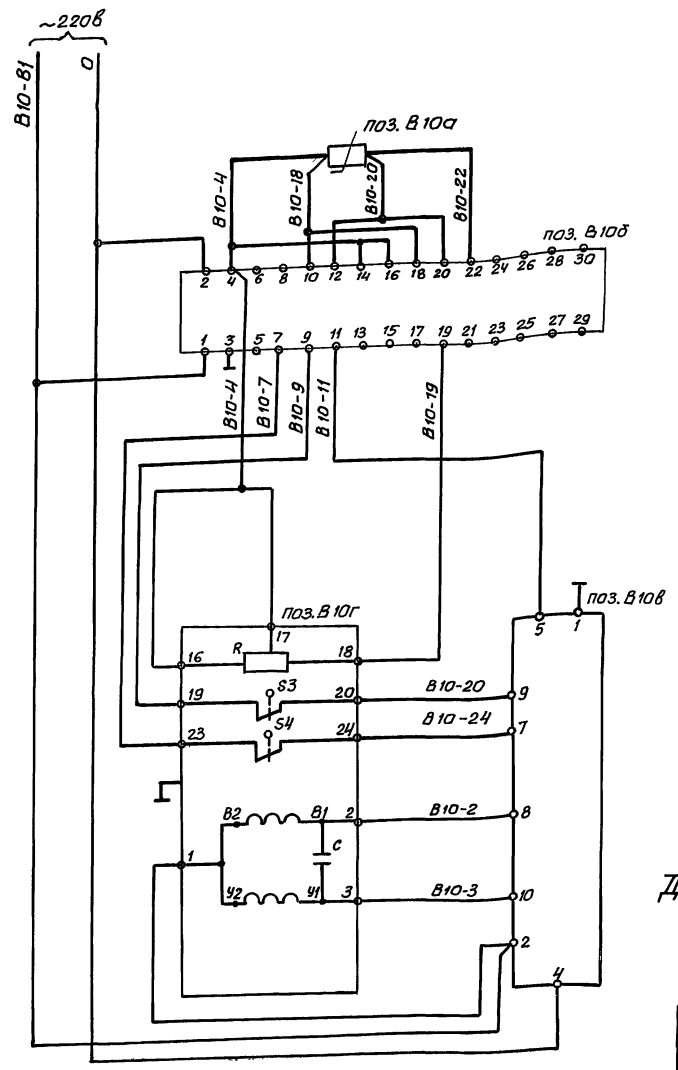 ~220В
В10-В1
0
поз. В10а
В10-4
В10-18
В10-20
В10-22
поз. В10б
2 4 6 8 10 12 14 16 18 20 22 24 26 28 30
1 3 5 7 9 11 13 15 17 19 21 23 25 27 29
В10-4
В10-7
В10-9
В10-11
В10-19
поз. В10г
17
поз. В10в
5 1
16 R 18
19 S3 20 В10-20 9
23 S4 24 В10-24 7
В2 В1 2 В10-2 8
1 С
У2 У1 3 В10-3 10
2
4
Д